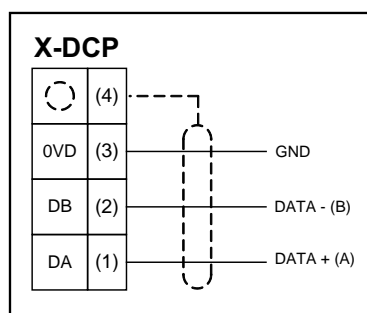 X-DCP
(4)
0VD (3) GND
DB (2) DATA - (B)
DA (1) DATA + (A)